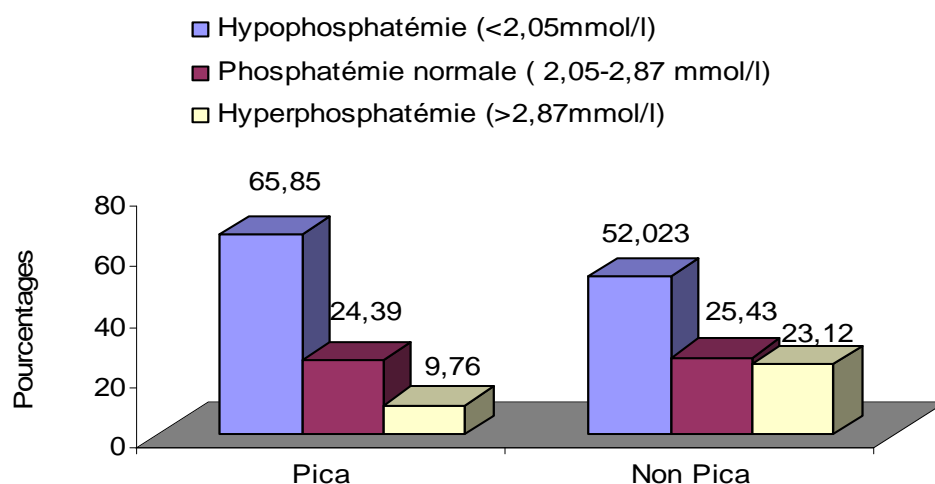 Hypophosphatémie (<2,05mmol/l)
Phosphatémie normale ( 2,05-2,87 mmol/l)
Hyperphosphatémie (>2,87mmol/l)
Pourcentages
80
60
40
20
0
65,85
24,39
9,76
52,023
25,43
23,12
Pica
Non Pica